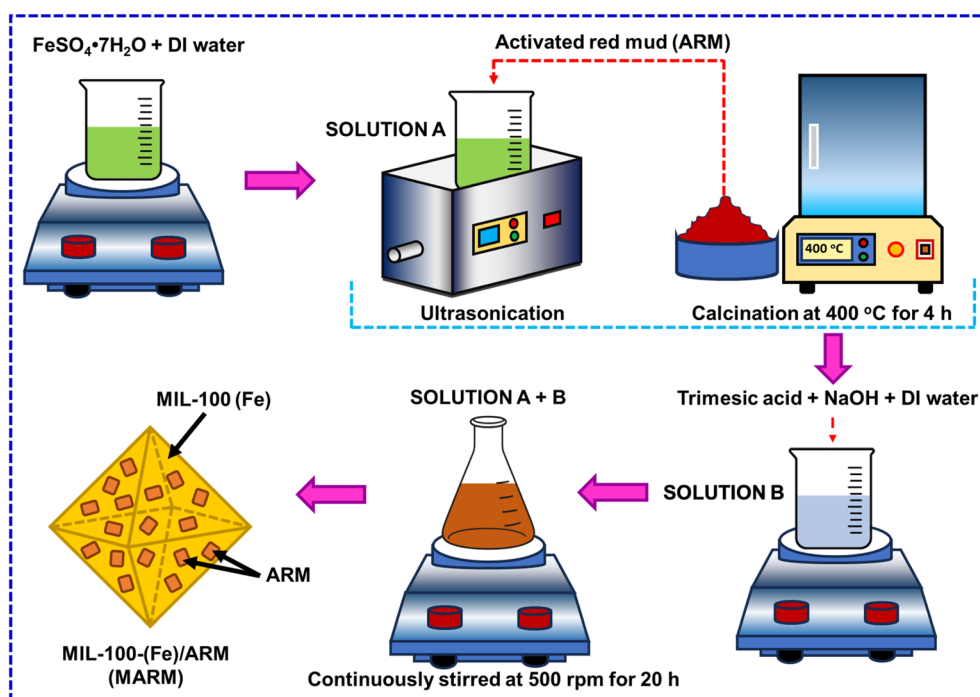 FeSO₄•7H₂O + DI water
Activated red mud (ARM)
SOLUTION A
400 °C
Ultrasonication
Calcination at 400 °C for 4 h
Trimesic acid + NaOH + DI water
SOLUTION B
SOLUTION A + B
Continuously stirred at 500 rpm for 20 h
MIL-100 (Fe)
ARM
MIL-100-(Fe)/ARM
(MARM)